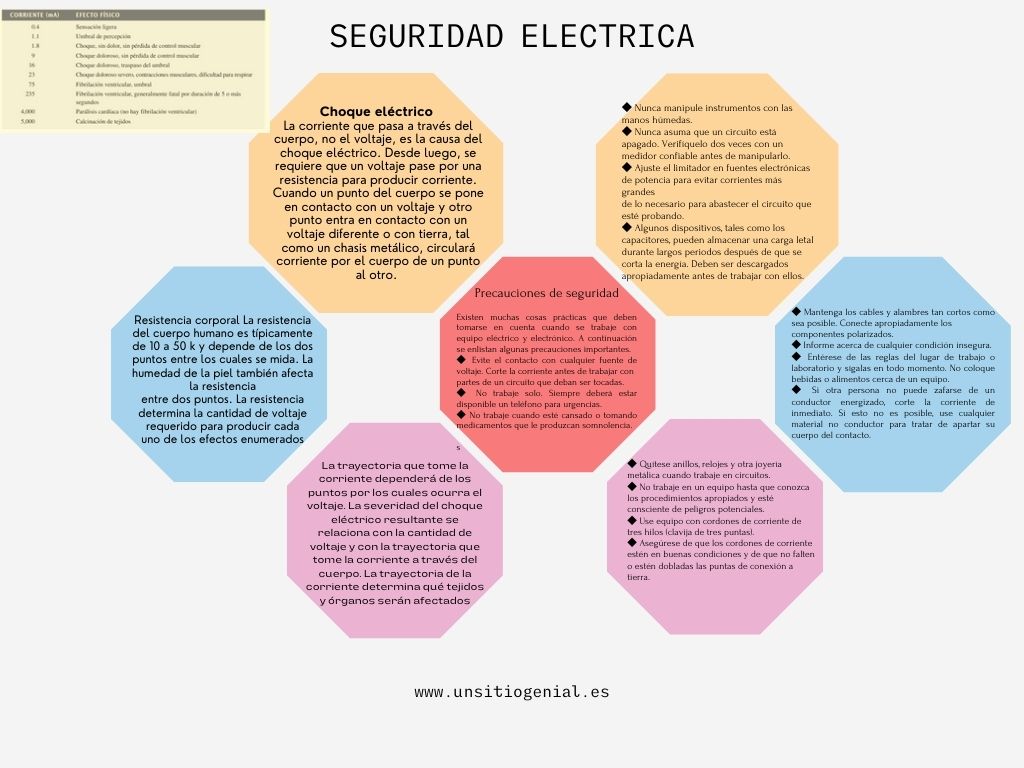 SEGURIDAD ELECTRICA
CORRIENTE (mA) EFECTO FÍSICO
0.4 Sensación ligera
1.1 Umbral de percepción
1.8 Choque, sin dolor, sin pérdida de control muscular
9 Choque doloroso, sin pérdida de control muscular
16 Choque doloroso, traspaso del umbral
23 Choque doloroso severo, contracciones musculares, dificultad para respirar
75 Fibrilación ventricular, umbral
235 Fibrilación ventricular, generalmente fatal por duración de 5 o más
segundos
4,000 Parálisis cardiaca (no hay fibrilación ventricular)
5,000 Calcinación de tejidos
Choque eléctrico
La corriente que pasa a través del
cuerpo, no el voltaje, es la causa del
choque eléctrico. Desde luego, se
requiere que un voltaje pase por una
resistencia para producir corriente.
Cuando un punto del cuerpo se pone
en contacto con un voltaje y otro
punto entra en contacto con un
voltaje diferente o con tierra, tal
como un chasis metálico, circulará
corriente por el cuerpo de un punto
al otro.
◆ Nunca manipule instrumentos con las
manos húmedas.
◆ Nunca asuma que un circuito está
apagado. Verifíquelo dos veces con un
medidor confiable antes de manipularlo.
◆ Ajuste el limitador en fuentes electrónicas
de potencia para evitar corrientes más
grandes
de lo necesario para abastecer el circuito que
esté probando.
◆ Algunos dispositivos, tales como los
capacitores, pueden almacenar una carga letal
durante largos periodos después de que se
corta la energía. Deben ser descargados
apropiadamente antes de trabajar con ellos.
Resistencia corporal La resistencia
del cuerpo humano es típicamente
de 10 a 50 k y depende de los dos
puntos entre los cuales se mida. La
humedad de la piel también afecta
la resistencia
entre dos puntos. La resistencia
determina la cantidad de voltaje
requerido para producir cada
uno de los efectos enumerados
Precauciones de seguridad
Existen muchas cosas prácticas que deben
tomarse en cuenta cuando se trabaje con
equipo eléctrico y electrónico. A continuación
se enlistan algunas precauciones importantes.
◆ Evite el contacto con cualquier fuente de
voltaje. Corte la corriente antes de trabajar con
partes de un circuito que deban ser tocadas.
◆ No trabaje solo. Siempre deberá estar
disponible un teléfono para urgencias.
◆ No trabaje cuando esté cansado o tomando
medicamentos que le produzcan somnolencia.
s
◆ Mantenga los cables y alambres tan cortos como
sea posible. Conecte apropiadamente los
componentes polarizados.
◆ Informe acerca de cualquier condición insegura.
◆ Entérese de las reglas del lugar de trabajo o
laboratorio y sígalas en todo momento. No coloque
bebidas o alimentos cerca de un equipo.
◆ Si otra persona no puede zafarse de un
conductor energizado, corte la corriente de
inmediato. Si esto no es posible, use cualquier
material no conductor para tratar de apartar su
cuerpo del contacto.
La trayectoria que tome la
corriente dependerá de los
puntos por los cuales ocurra el
voltaje. La severidad del choque
eléctrico resultante se
relaciona con la cantidad de
voltaje y con la trayectoria que
tome la corriente a través del
cuerpo. La trayectoria de la
corriente determina qué tejidos
y órganos serán afectados
◆ Quítese anillos, relojes y otra joyería
metálica cuando trabaje en circuitos.
◆ No trabaje en un equipo hasta que conozca
los procedimientos apropiados y esté
consciente de peligros potenciales.
◆ Use equipo con cordones de corriente de
tres hilos (clavija de tres puntas).
◆ Asegúrese de que los cordones de corriente
estén en buenas condiciones y de que no falten
o estén dobladas las puntas de conexión a
tierra.
www.unsitiogenial.es